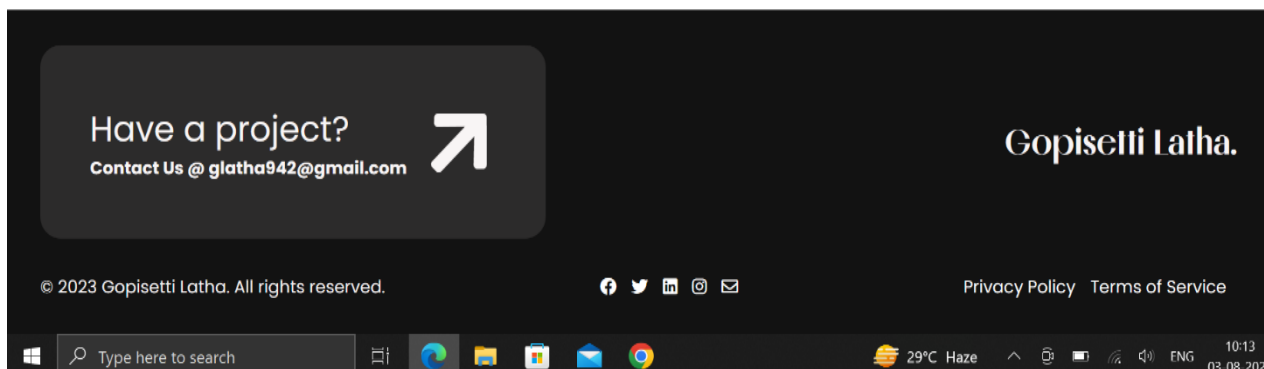 Have a project?
Contact Us @ glatha942@gmail.com
Gopisetti Latha.
© 2023 Gopisetti Latha. All rights reserved.
Privacy Policy Terms of Service
Type here to search
29°C Haze
ENG
10:13